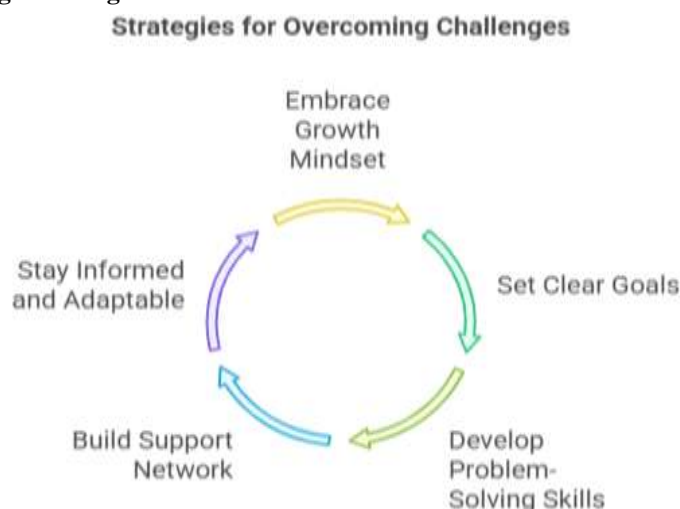 Strategies for Overcoming Challenges
Embrace
Growth
Mindset
Set Clear Goals
Develop
Problem-
Solving Skills
Build Support
Network
Stay Informed
and Adaptable